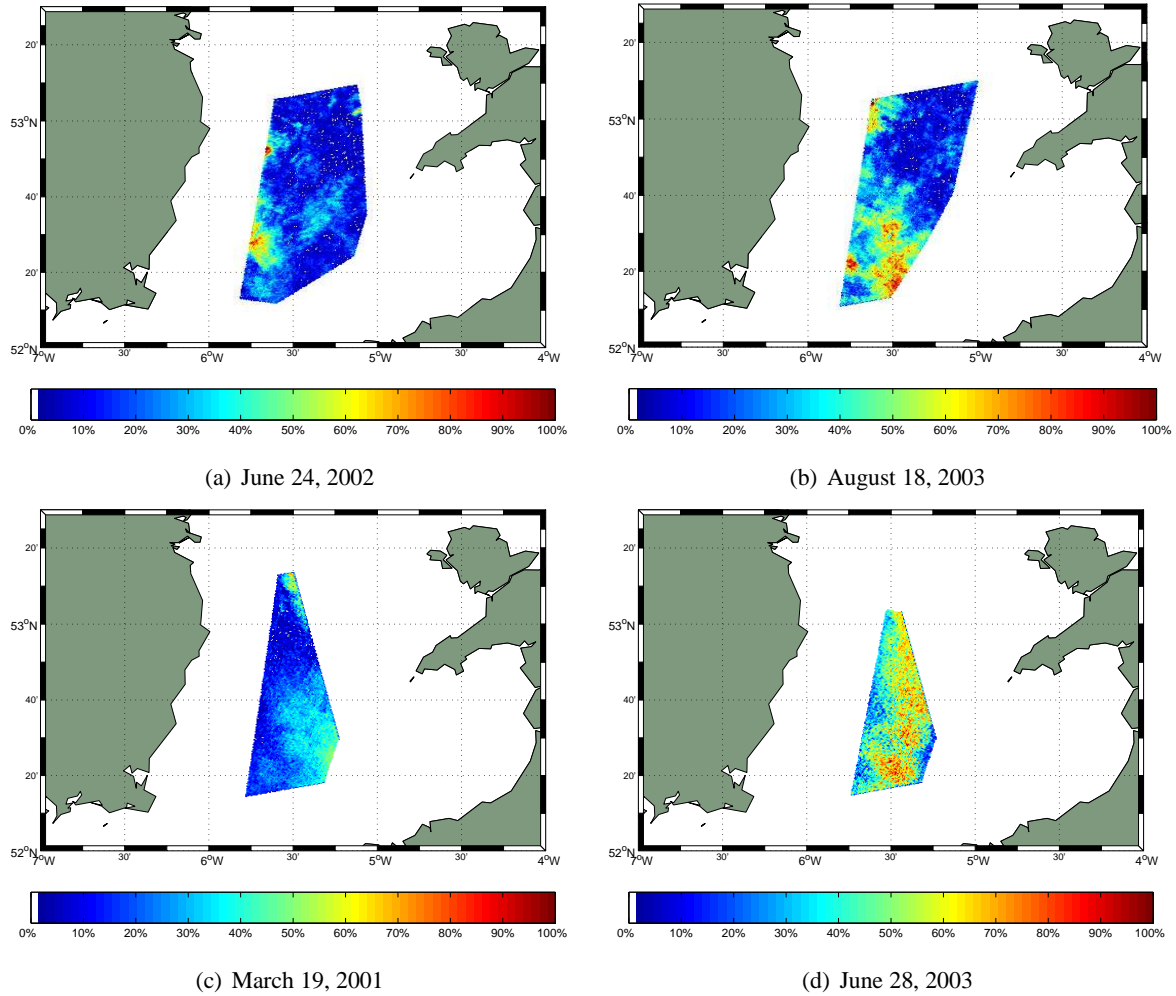 20'
53°N
40'
20'
52°N
7°W 30' 6°W 30' 5°W 30' 4°W
0% 10% 20% 30% 40% 50% 60% 70% 80% 90% 100%
(a) June 24, 2002
20'
53°N
40'
20'
52°N
7°W 30' 6°W 30' 5°W 30' 4°W
0% 10% 20% 30% 40% 50% 60% 70% 80% 90% 100%
(b) August 18, 2003
20'
53°N
40'
20'
52°N
7°W 30' 6°W 30' 5°W 30' 4°W
0% 10% 20% 30% 40% 50% 60% 70% 80% 90% 100%
(c) March 19, 2001
20'
53°N
40'
20'
52°N
7°W 30' 6°W 30' 5°W 30' 4°W
0% 10% 20% 30% 40% 50% 60% 70% 80% 90% 100%
(d) June 28, 2003